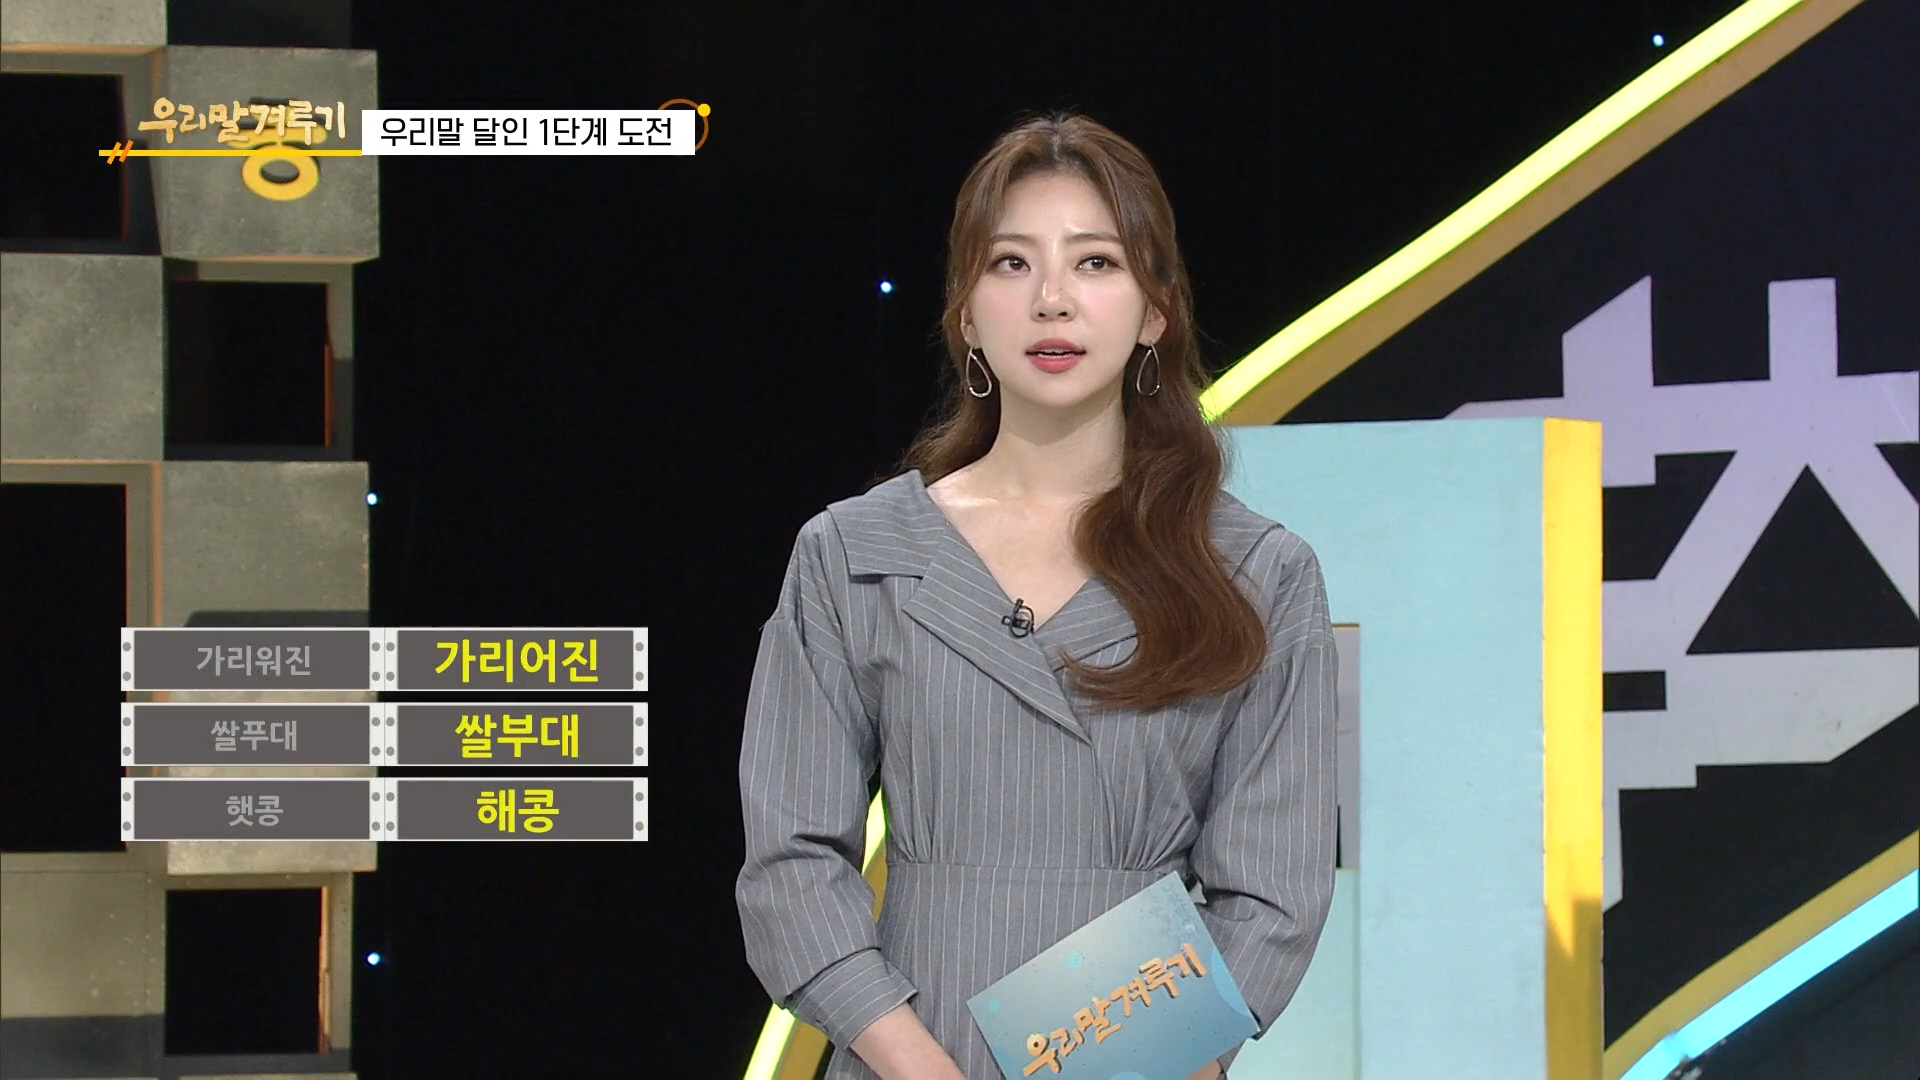 우리말 겨루기
우리말 달인 1단계 도전
가리워진 가리어진
쌀푸대 쌀부대
햇콩 해콩
우리말 겨루기